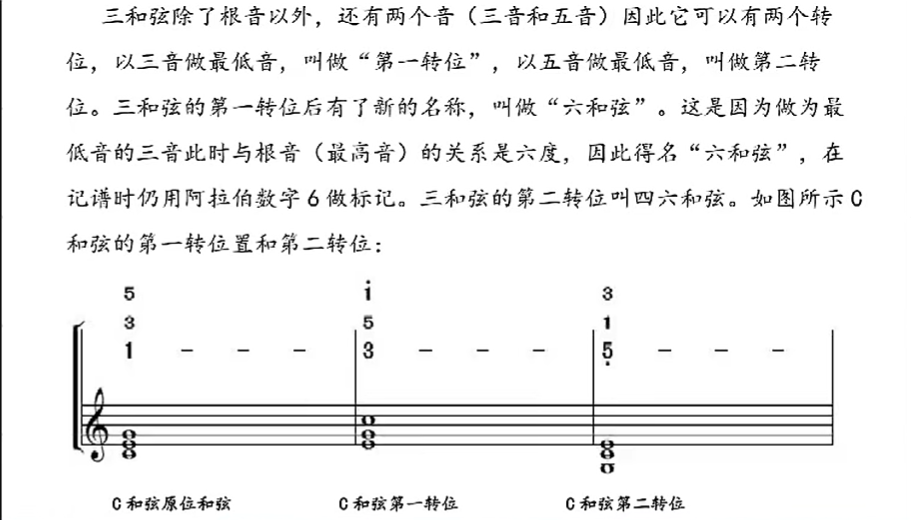 三和弦除了根音以外，还有两个音（三音和五音）因此它可以有两个转
位，以三音做最低音，叫做“第一转位”，以五音做最低音，叫做第二转
位。三和弦的第一转位后有了新的名称，叫做“六和弦”。这是因为做为最
低音的三音此时与根音（最高音）的关系是六度，因此得名“六和弦”，在
记谱时仍用阿拉伯数字6做标记。三和弦的第二转位叫四六和弦。如图所示C
和弦的第一转位置和第二转位：
5 i 3
3 5 1
1 － － － 3 － － － 5̣ － － －
C和弦原位和弦 C和弦第一转位 C和弦第二转位